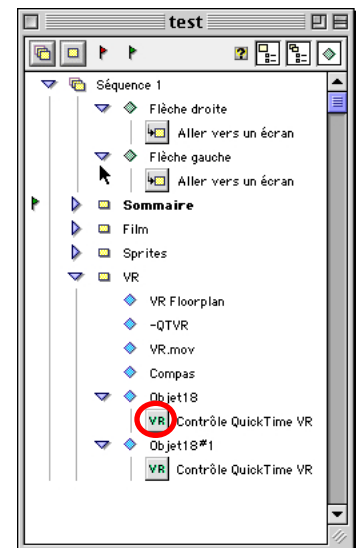 test
?
Séquence 1
Flèche droite
Aller vers un écran
Flèche gauche
Aller vers un écran
Sommaire
Film
Sprites
VR
VR Floorplan
-QTVR
VR.mov
Compas
Objet18
VR Contrôle QuickTime VR
Objet18#1
VR Contrôle QuickTime VR